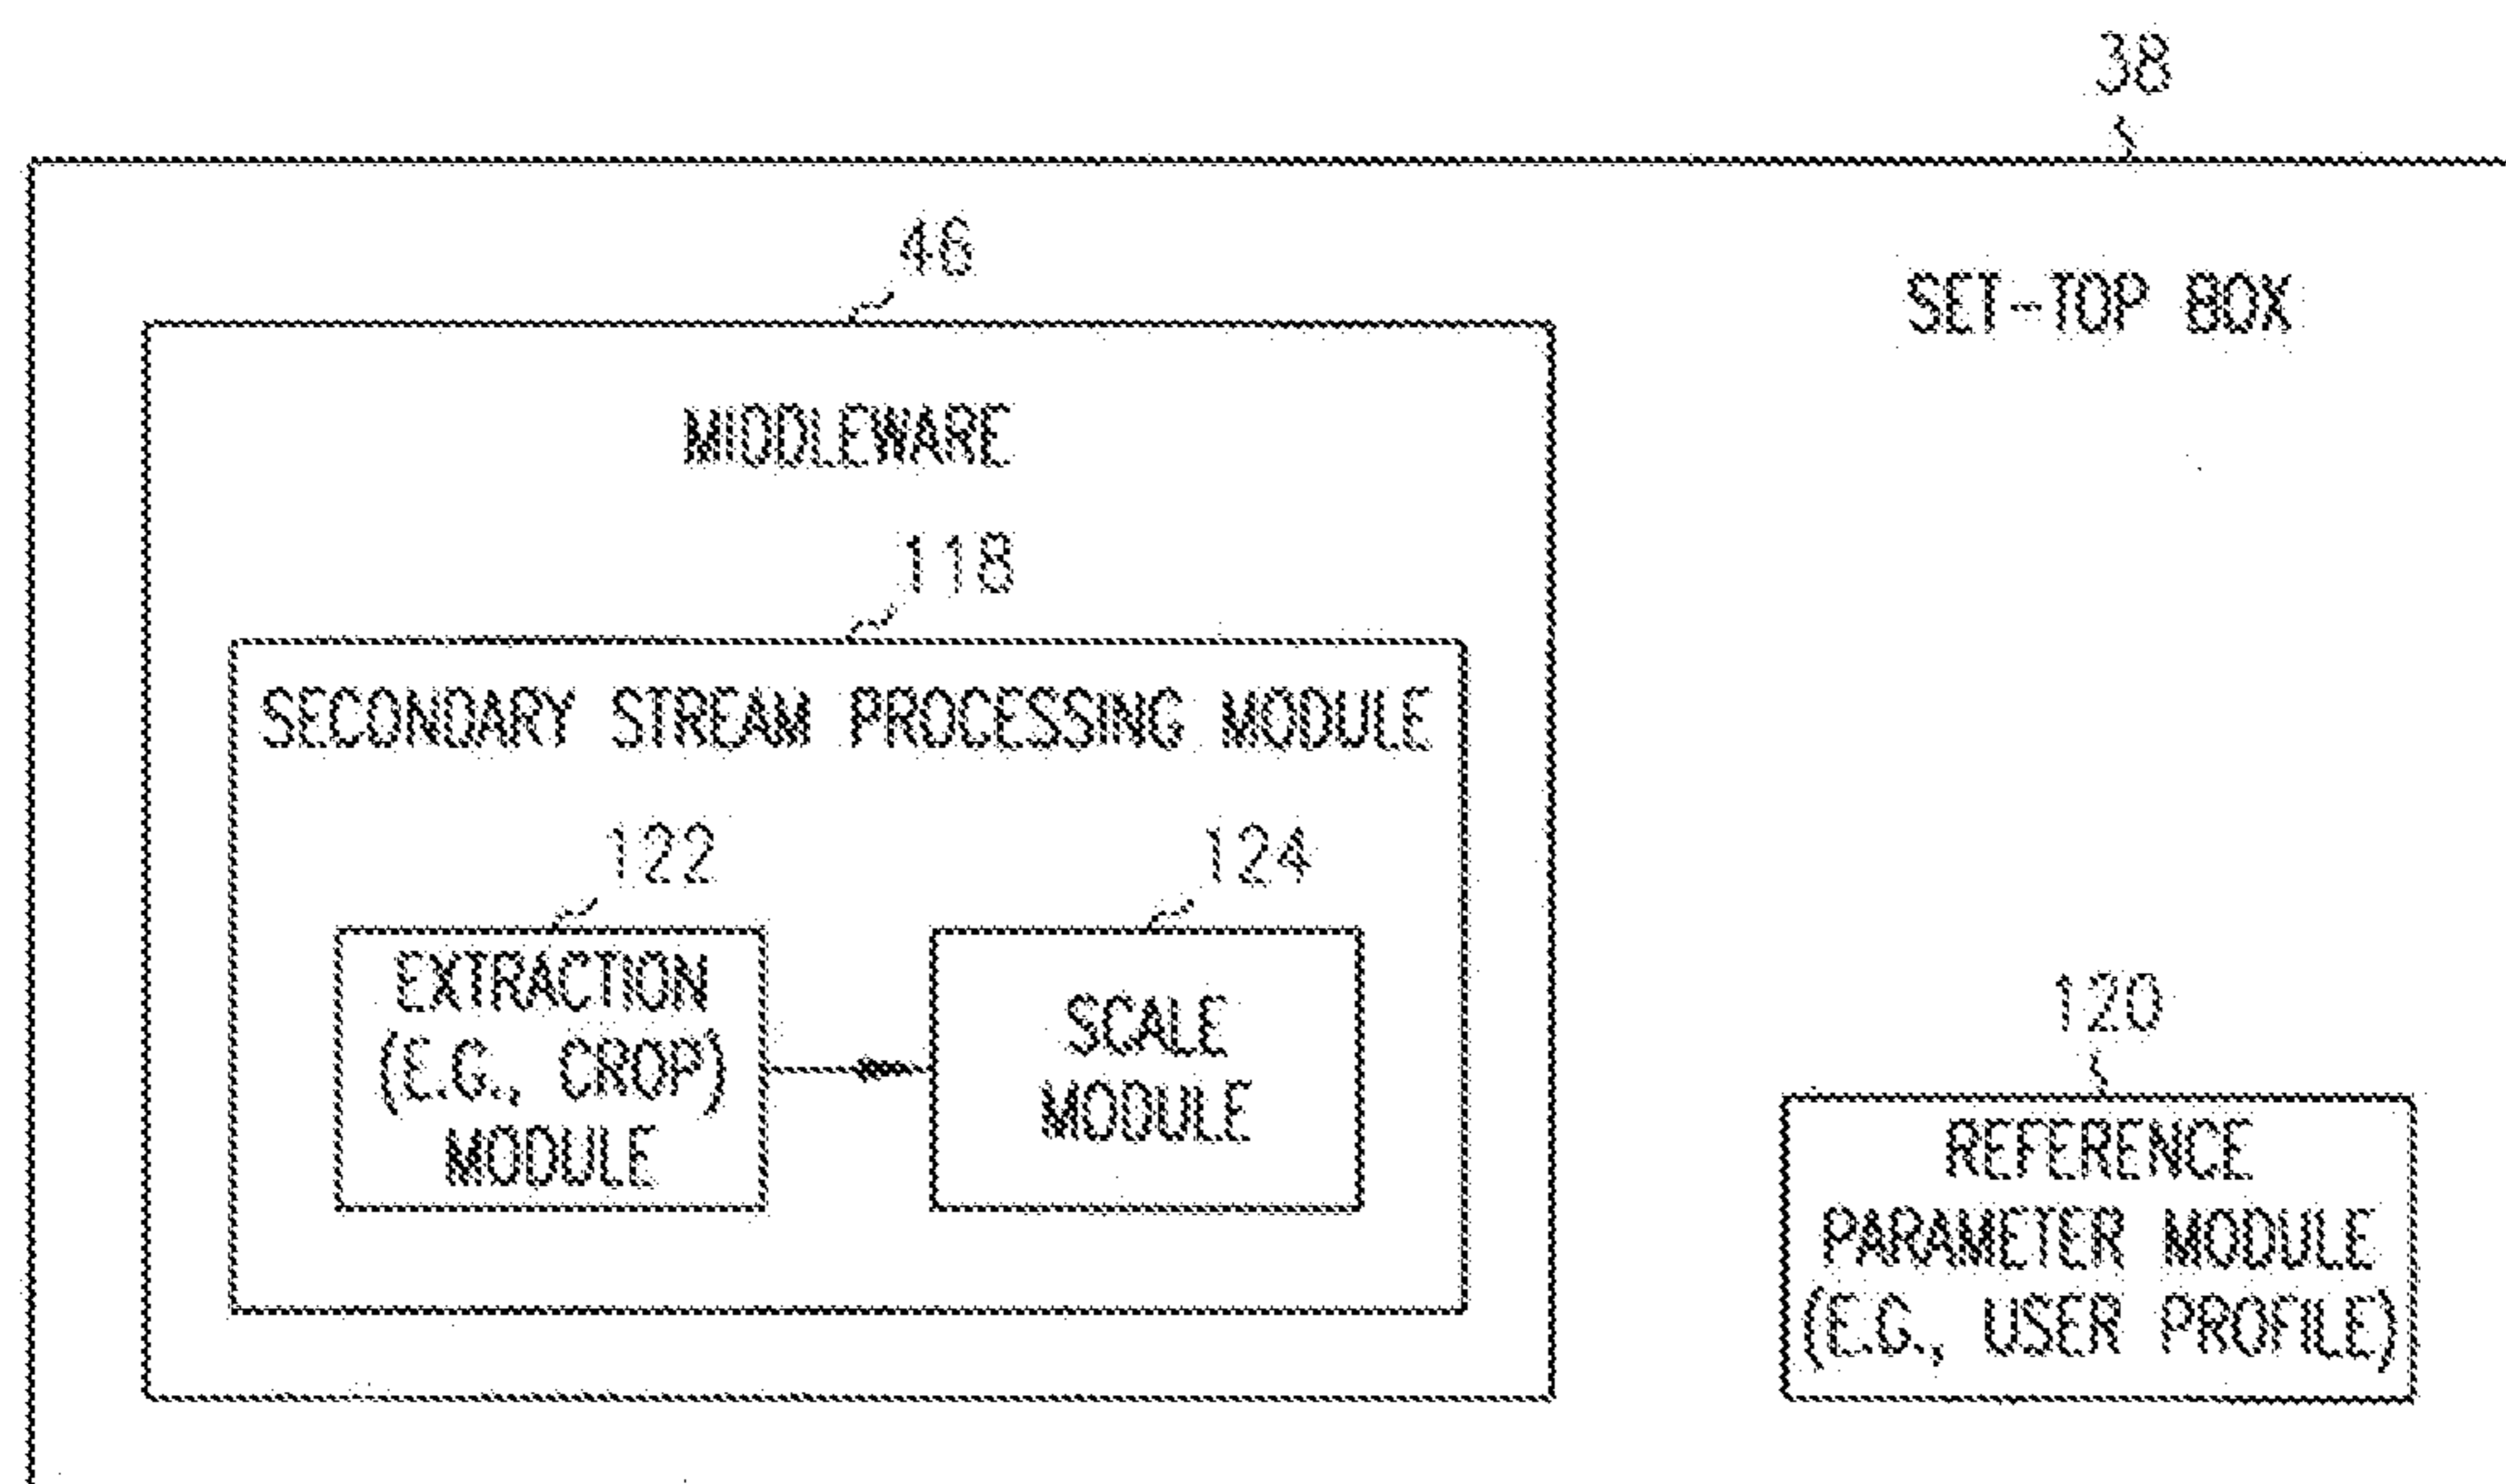 38
46
SET-TOP BOX
MIDDLEWARE
118
SECONDARY STREAM PROCESSING MODULE
122
124
EXTRACTION
(E.G., CROP)
MODULE
SCALE
MODULE
120
REFERENCE
PARAMETER MODULE
(E.G., USER PROFILE)